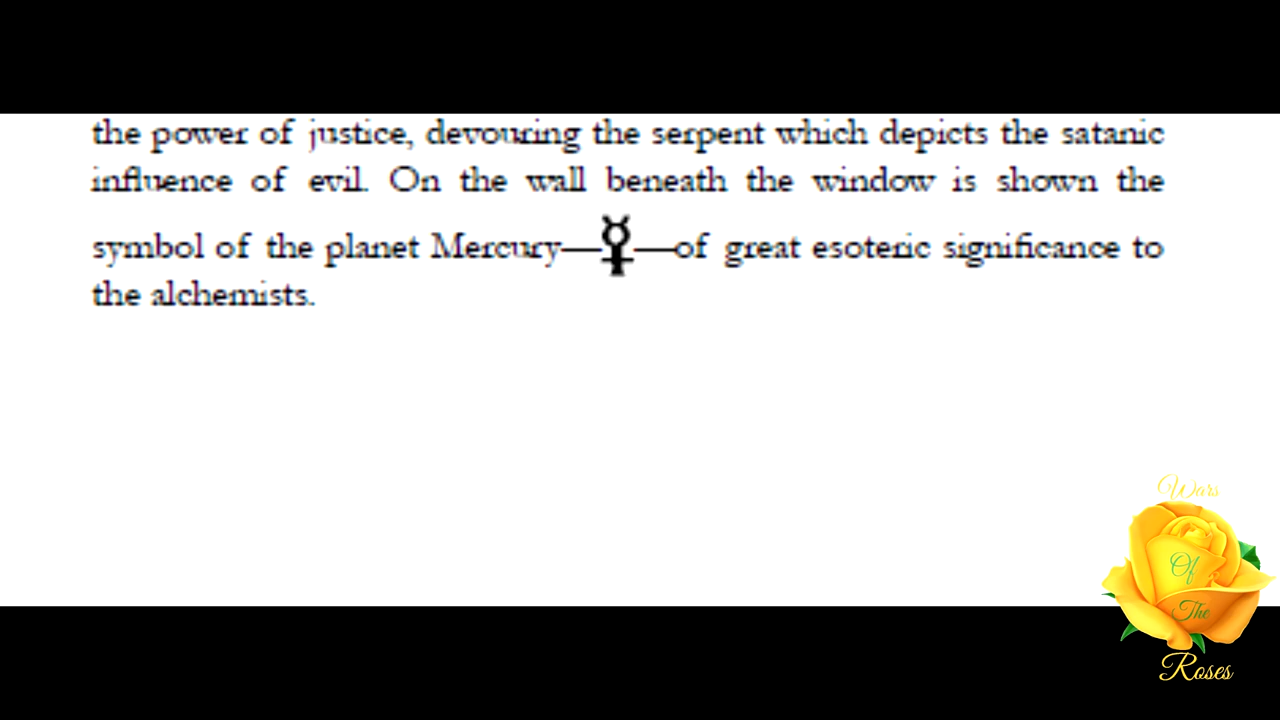 the power of justice, devouring the serpent which depicts the satanic
influence of evil. On the wall beneath the window is shown the
symbol of the planet Mercury—☿—of great esoteric significance to
the alchemists.
Wars
Of
The
Roses